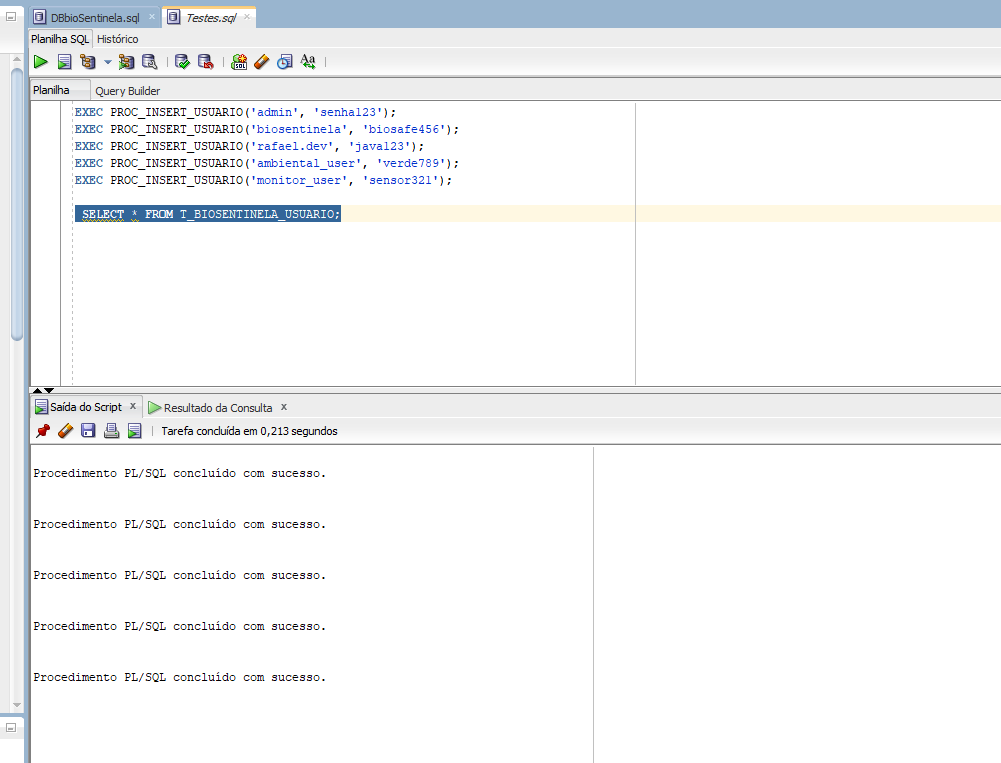 DBbioSentinela.sql × Testes.sql ×
Planilha SQL Histórico
SQL Aa
Planilha Query Builder
EXEC PROC_INSERT_USUARIO('admin', 'senha123');
EXEC PROC_INSERT_USUARIO('biosentinela', 'biosafe456');
EXEC PROC_INSERT_USUARIO('rafael.dev', 'java123');
EXEC PROC_INSERT_USUARIO('ambiental_user', 'verde789');
EXEC PROC_INSERT_USUARIO('monitor_user', 'sensor321');
SELECT * FROM T_BIOSENTINELA_USUARIO;
Saída do Script x Resultado da Consulta x
Tarefa concluída em 0,213 segundos
Procedimento PL/SQL concluído com sucesso.
Procedimento PL/SQL concluído com sucesso.
Procedimento PL/SQL concluído com sucesso.
Procedimento PL/SQL concluído com sucesso.
Procedimento PL/SQL concluído com sucesso.